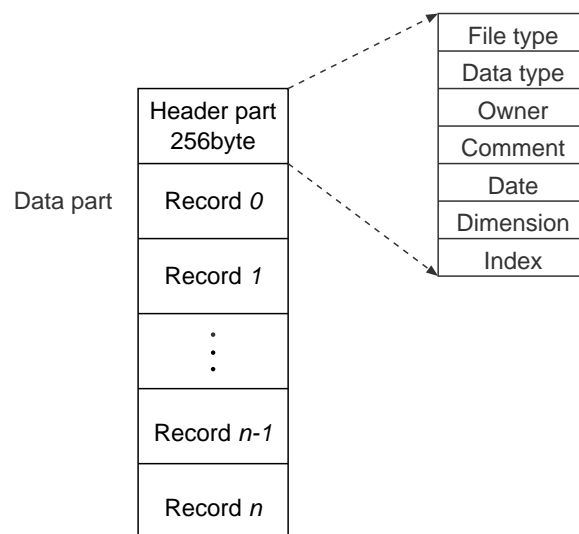 Header part
256byte
Data part
Record 0
Record 1
Record n-1
Record n
File type
Data type
Owner
Comment
Date
Dimension
Index